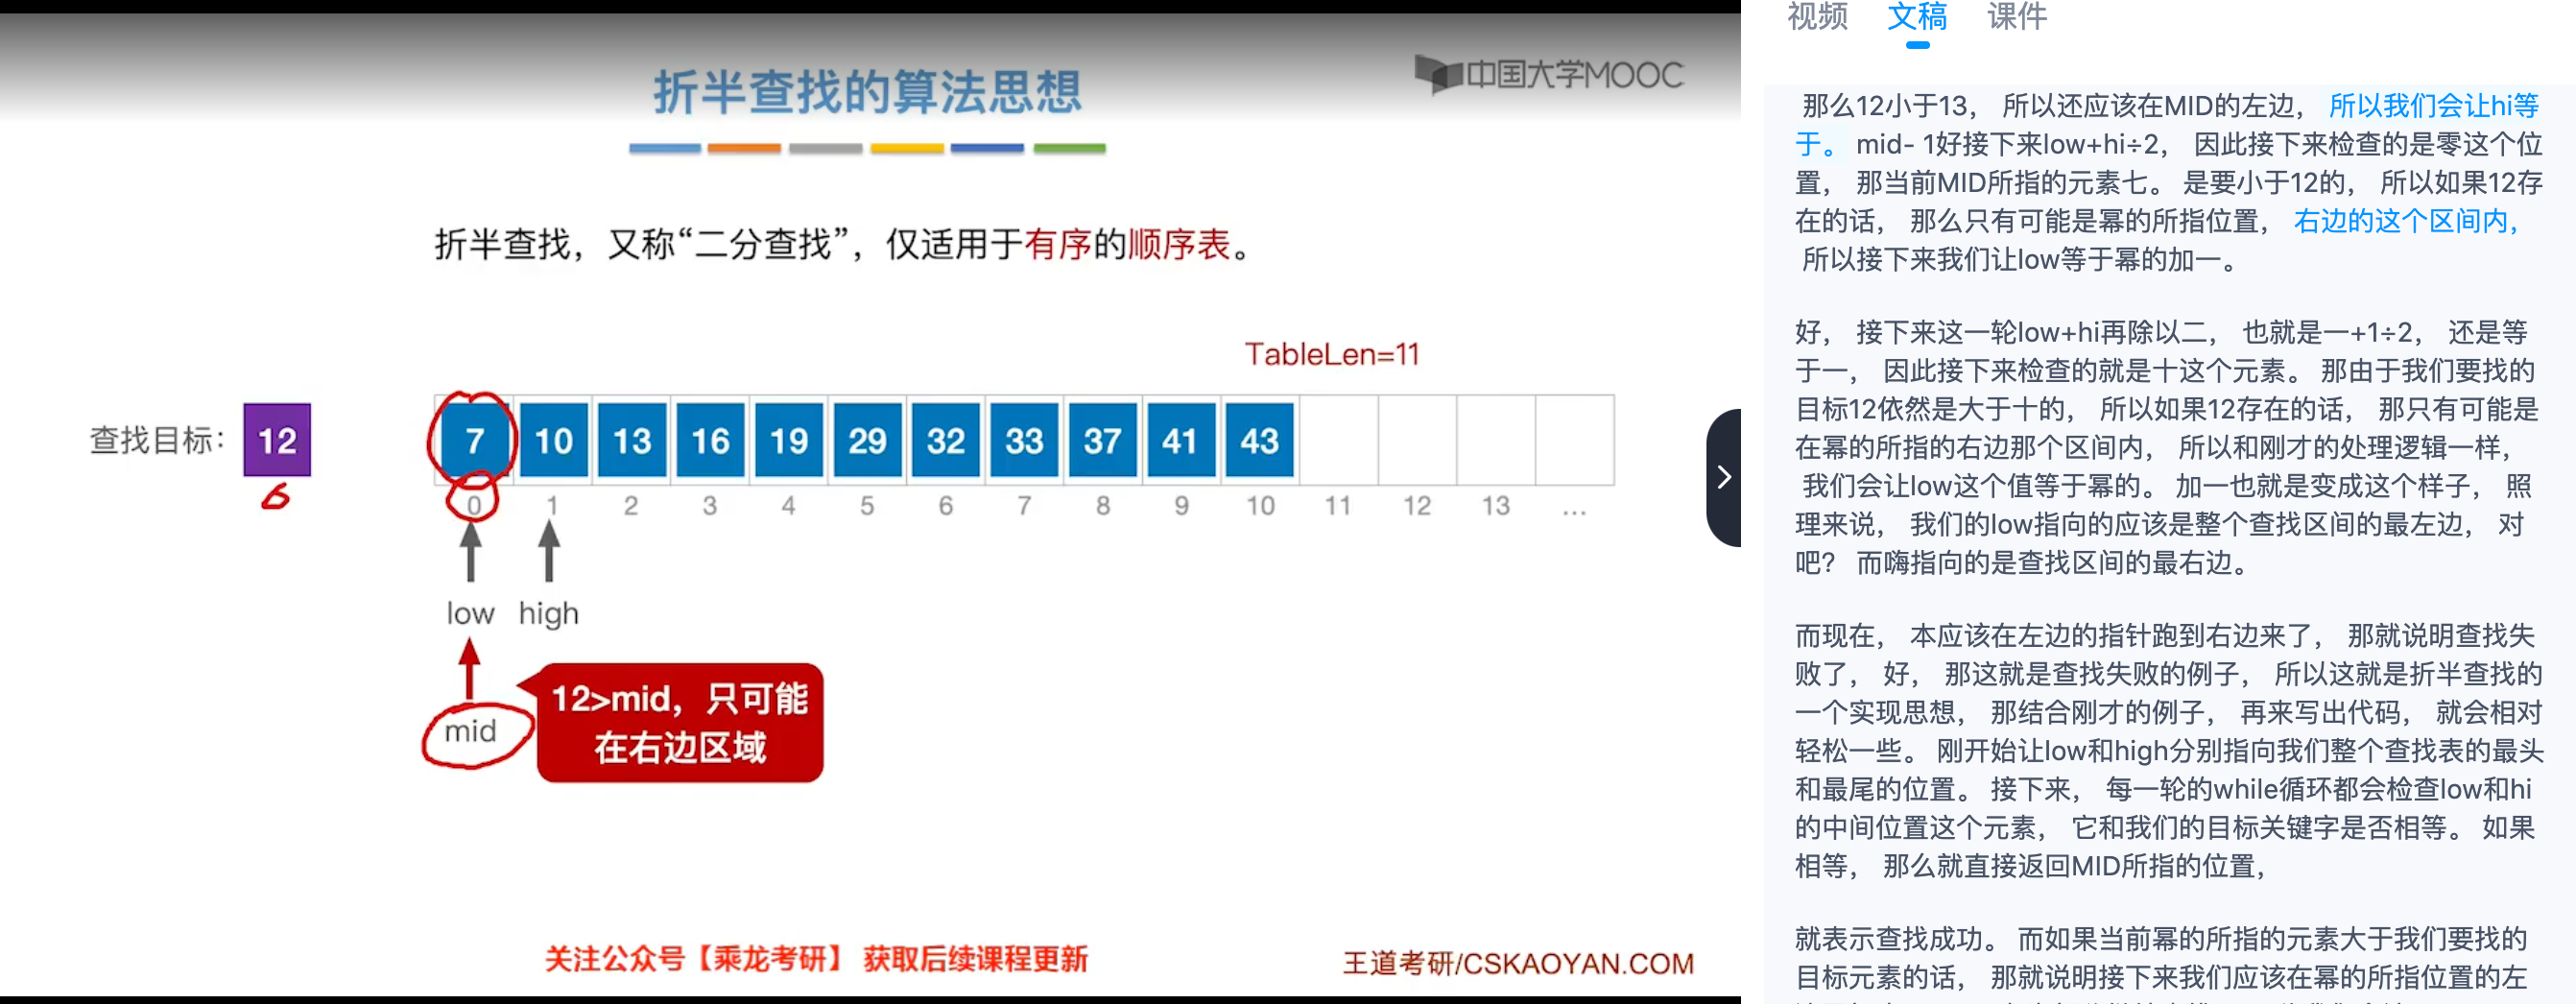 折半查找的算法思想
中国大学MOOC
折半查找，又称“二分查找”，仅适用于有序的顺序表。
TableLen=11
查找目标： 12 7 10 13 16 19 29 32 33 37 41 43
6
0 1 2 3 4 5 6 7 8 9 10 11 12 13 ...
low high
mid
12>mid，只可能
在右边区域
关注公众号【乘龙考研】 获取后续课程更新
王道考研/CSKAOYAN.COM
视频 文稿 课件
那么12小于13， 所以还应该在MID的左边， 所以我们会让hi等
于。 mid- 1好接下来low+hi÷2， 因此接下来检查的是零这个位
置， 那当前MID所指的元素七。 是要小于12的， 所以如果12存
在的话， 那么只有可能是幂的所指位置， 右边的这个区间内，
所以接下来我们让low等于幂的加一。
好， 接下来这一轮low+hi再除以二， 也就是一+1÷2， 还是等
于一， 因此接下来检查的就是十这个元素。 那由于我们要找的
目标12依然是大于十的， 所以如果12存在的话， 那只有可能是
在幂的所指的右边那个区间内， 所以和刚才的处理逻辑一样，
我们会让low这个值等于幂的。 加一也就是变成这个样子， 照
理来说， 我们的low指向的应该是整个查找区间的最左边， 对
吧？ 而嗨指向的是查找区间的最右边。
而现在， 本应该在左边的指针跑到右边来了， 那就说明查找失
败了， 好， 那这就是查找失败的例子， 所以这就是折半查找的
一个实现思想， 那结合刚才的例子， 再来写出代码， 就会相对
轻松一些。 刚开始让low和high分别指向我们整个查找表的最头
和最尾的位置。 接下来， 每一轮的while循环都会检查low和hi
的中间位置这个元素， 它和我们的目标关键字是否相等。 如果
相等， 那么就直接返回MID所指的位置，
就表示查找成功。 而如果当前幂的所指的元素大于我们要找的
目标元素的话， 那就说明接下来我们应该在幂的所指位置的左